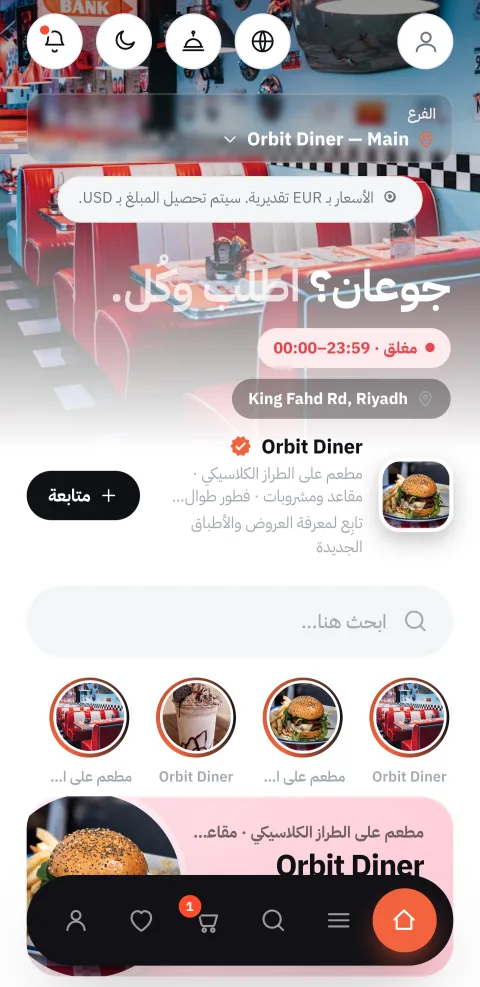 BANK
الفرع
Orbit Diner — Main
الأسعار بـ EUR تقديرية. سيتم تحصيل المبلغ بـ USD.
جوعان؟ اطلب وكُل.
مغلق · 00:00–23:59
King Fahd Rd, Riyadh
Orbit Diner
مطعم على الطراز الكلاسيكي ·
مقاعد ومشروبات · فطور طوال...
تابِع لمعرفة العروض والأطباق
الجديدة
متابعة
ابحث هنا...
Orbit Diner
مطعم على ا...
Orbit Diner
مطعم على ا...
مطعم على الطراز الكلاسيكي · مقاع...
Orbit Diner
1